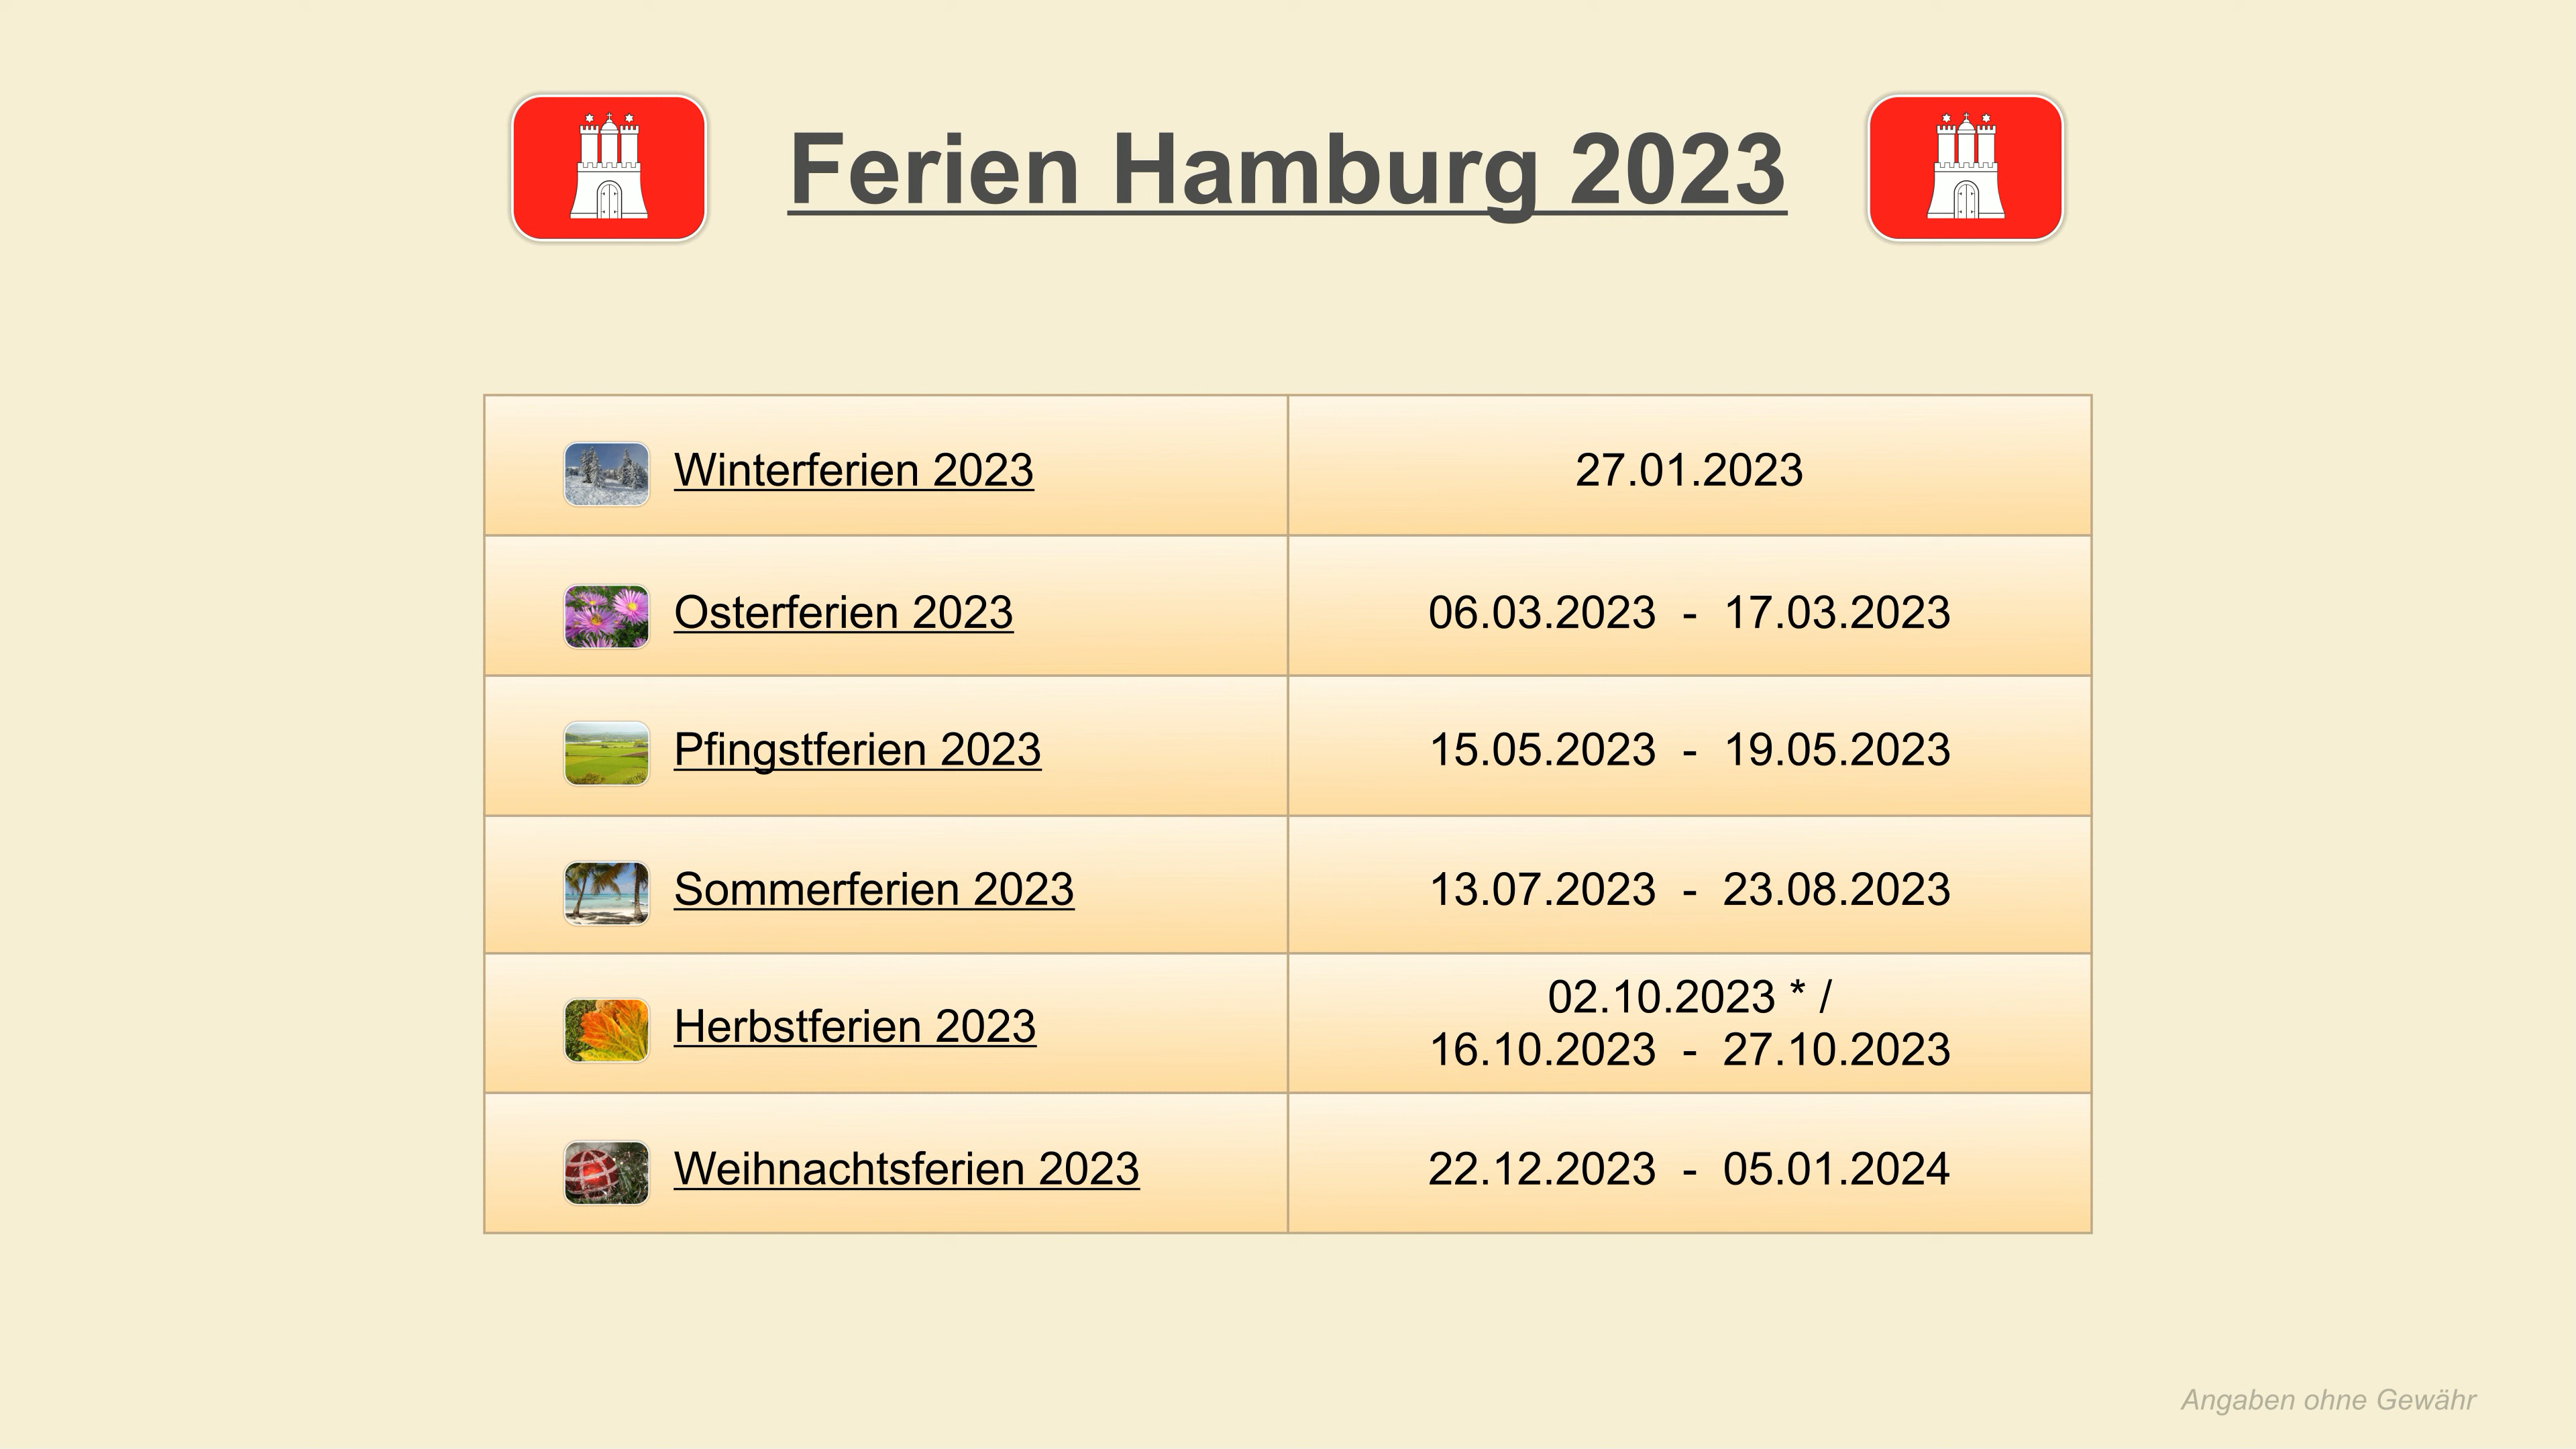 Ferien Hamburg 2023
Winterferien 2023
27.01.2023
Osterferien 2023
06.03.2023 - 17.03.2023
Pfingstferien 2023
15.05.2023 - 19.05.2023
Sommerferien 2023
13.07.2023 - 23.08.2023
Herbstferien 2023
02.10.2023 * /
16.10.2023 - 27.10.2023
Weihnachtsferien 2023
22.12.2023 - 05.01.2024
Angaben ohne Gewähr